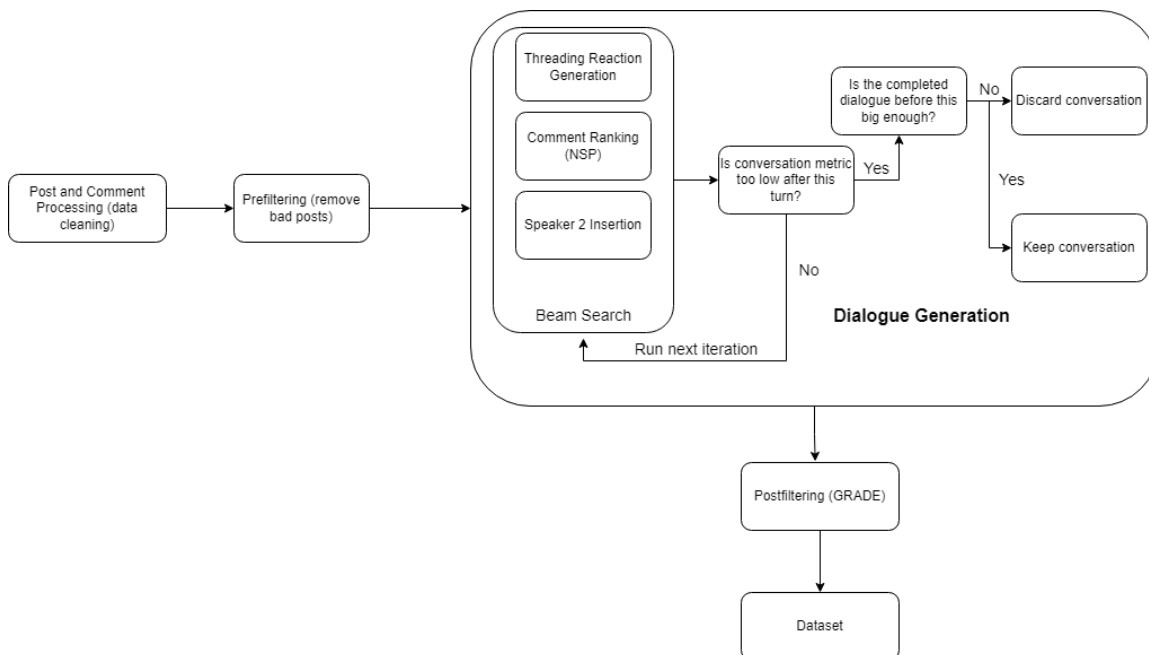 Threading Reaction
Generation
Comment Ranking
(NSP)
Speaker 2 Insertion
Beam Search
Post and Comment
Processing (data
cleaning)
Prefiltering (remove
bad posts)
Is conversation metric
too low after this
turn?
Yes
No
Run next iteration
Is the completed
dialogue before this
big enough?
No
Discard conversation
Yes
Keep conversation
Dialogue Generation
Postfiltering (GRADE)
Dataset